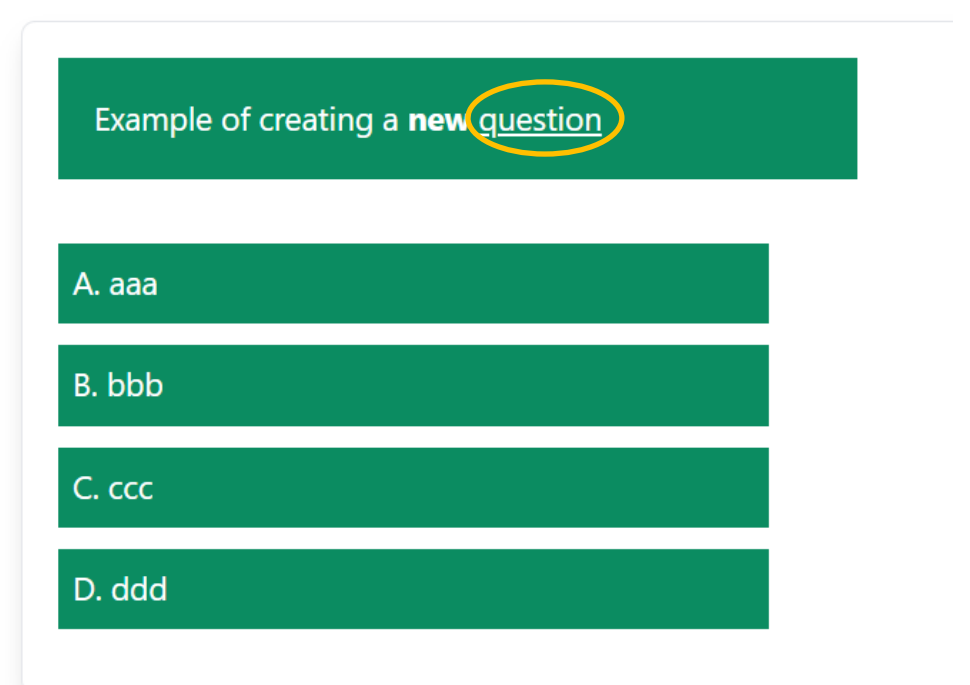 Example of creating a new question
A. aaa
B. bbb
C. ccc
D. ddd